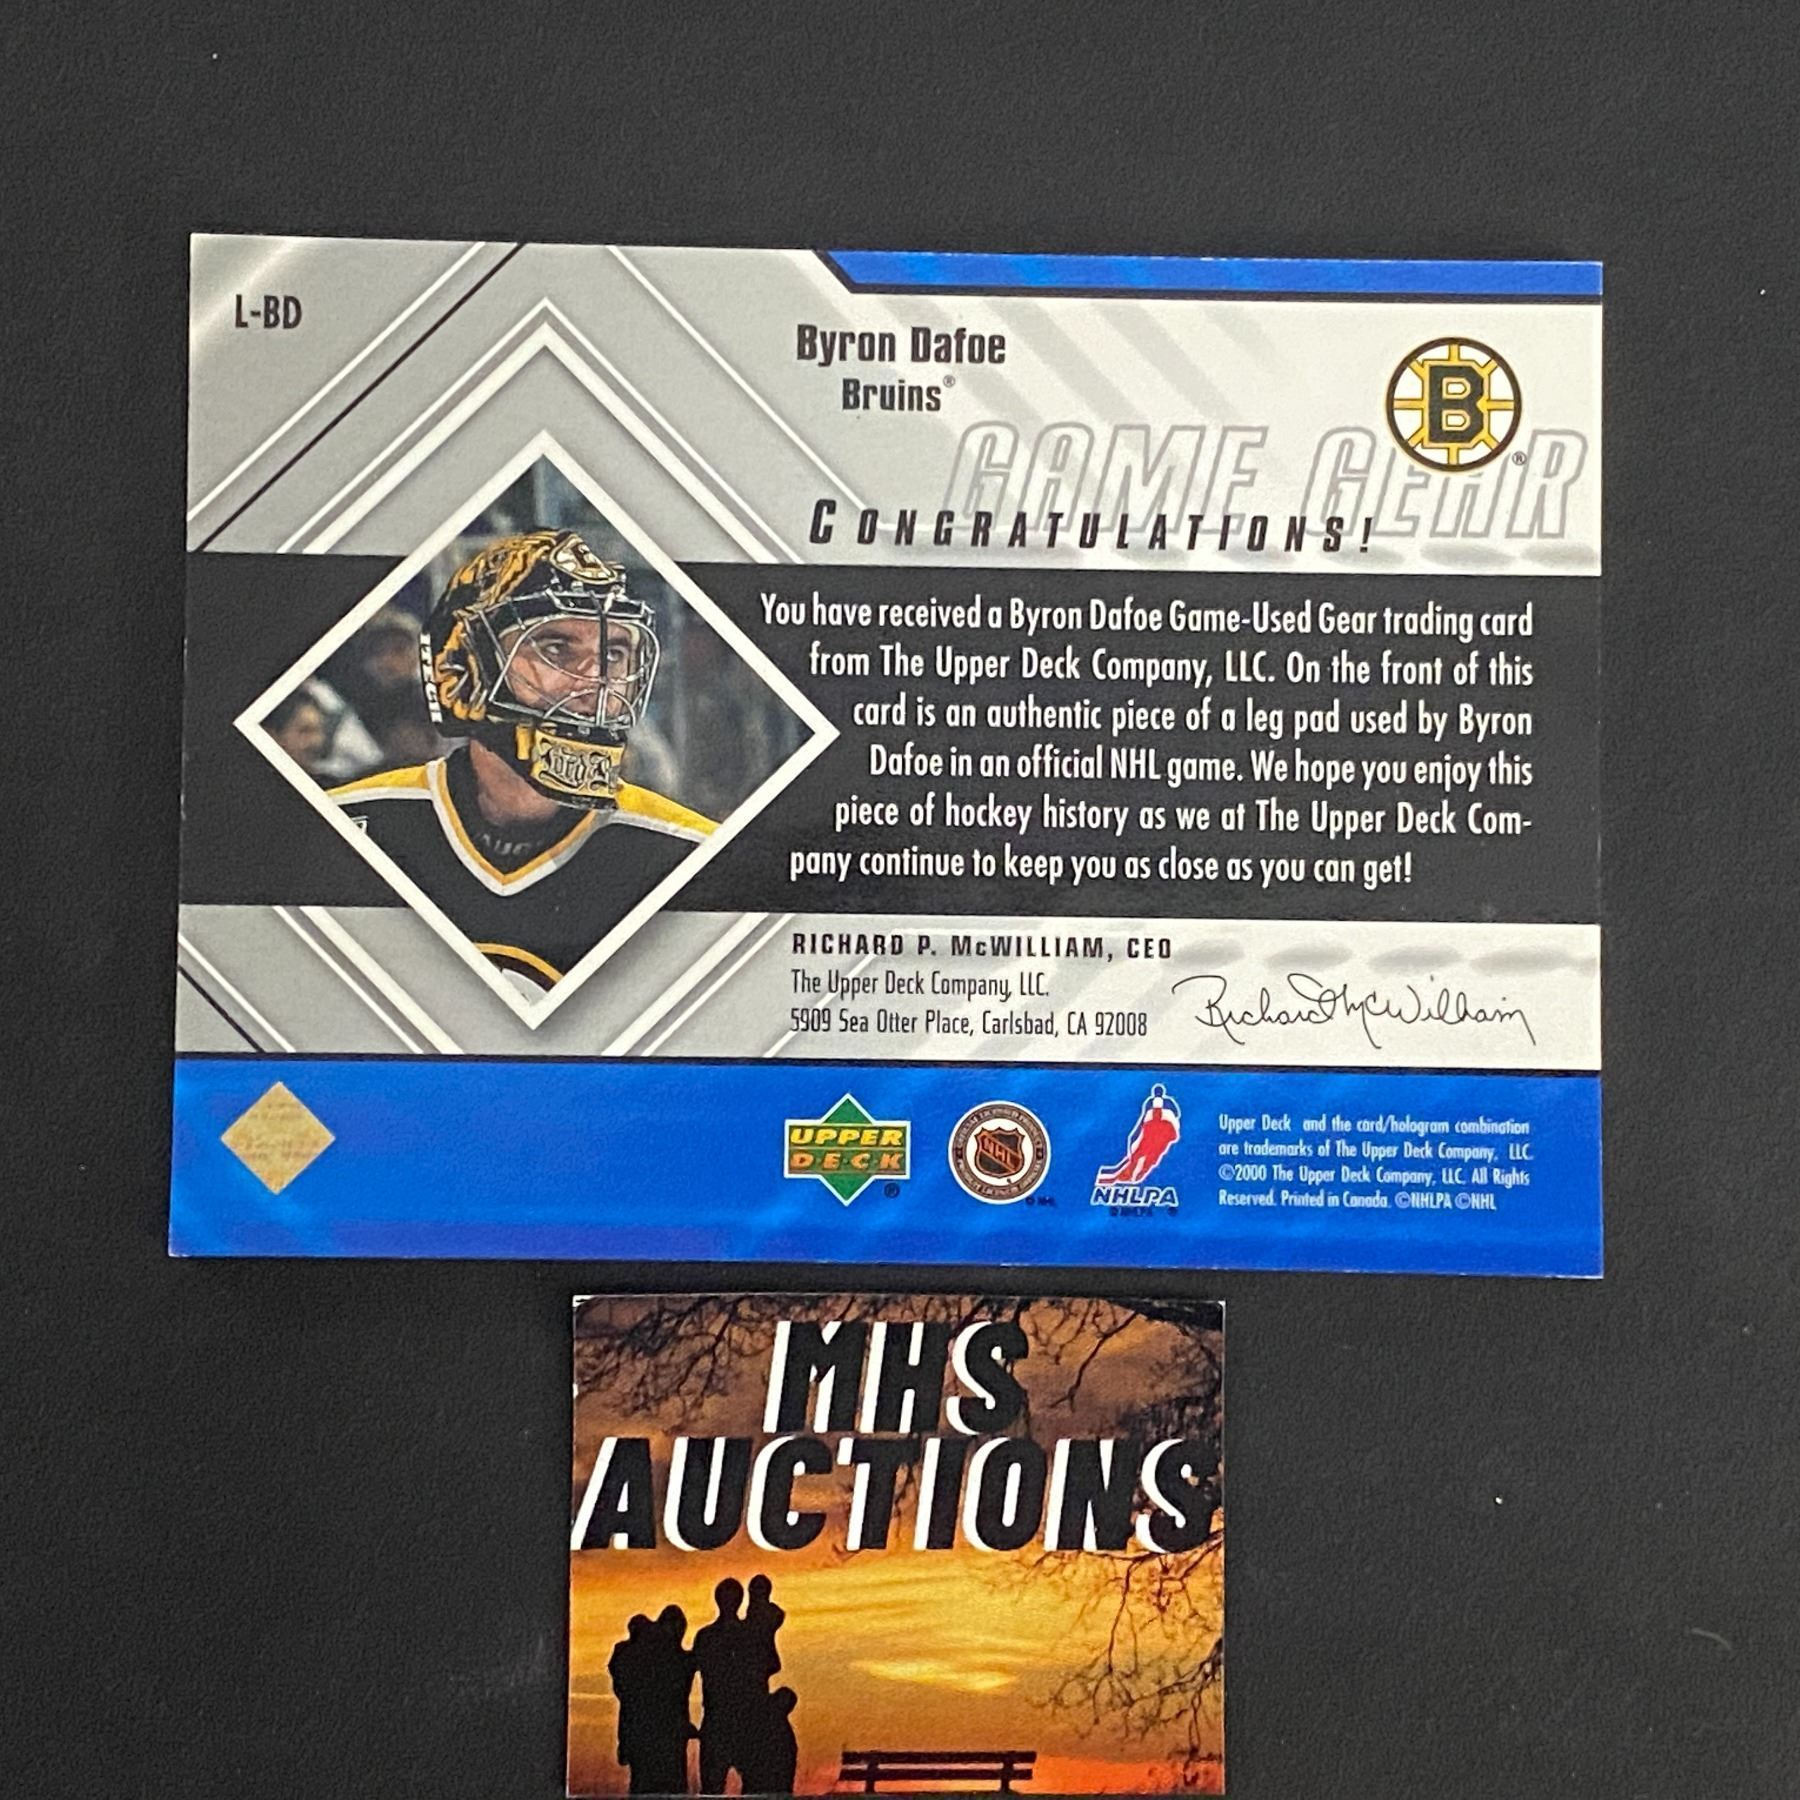 L-BD
Byron Dafoe
Bruins®
B
®
GAME GEAR
CONGRATULATIONS!
You have received a Byron Dafoe Game-Used Gear trading card
from The Upper Deck Company, LLC. On the front of this
card is an authentic piece of a leg pad used by Byron
Dafoe in an official NHL game. We hope you enjoy this
piece of hockey history as we at The Upper Deck Com-
pany continue to keep you as close as you can get!
RICHARD P. McWILLIAM, CEO
The Upper Deck Company, LLC.
5909 Sea Otter Place, Carlsbad, CA 92008
Richard McWilliam
UPPER
DECK
®
NHL
NHLPA
Upper Deck and the card/hologram combination
are trademarks of The Upper Deck Company, LLC
©2000 The Upper Deck Company, LLC. All Rights
Reserved. Printed in Canada. ©NHLPA ©NHL
MHS
AUCTIONS